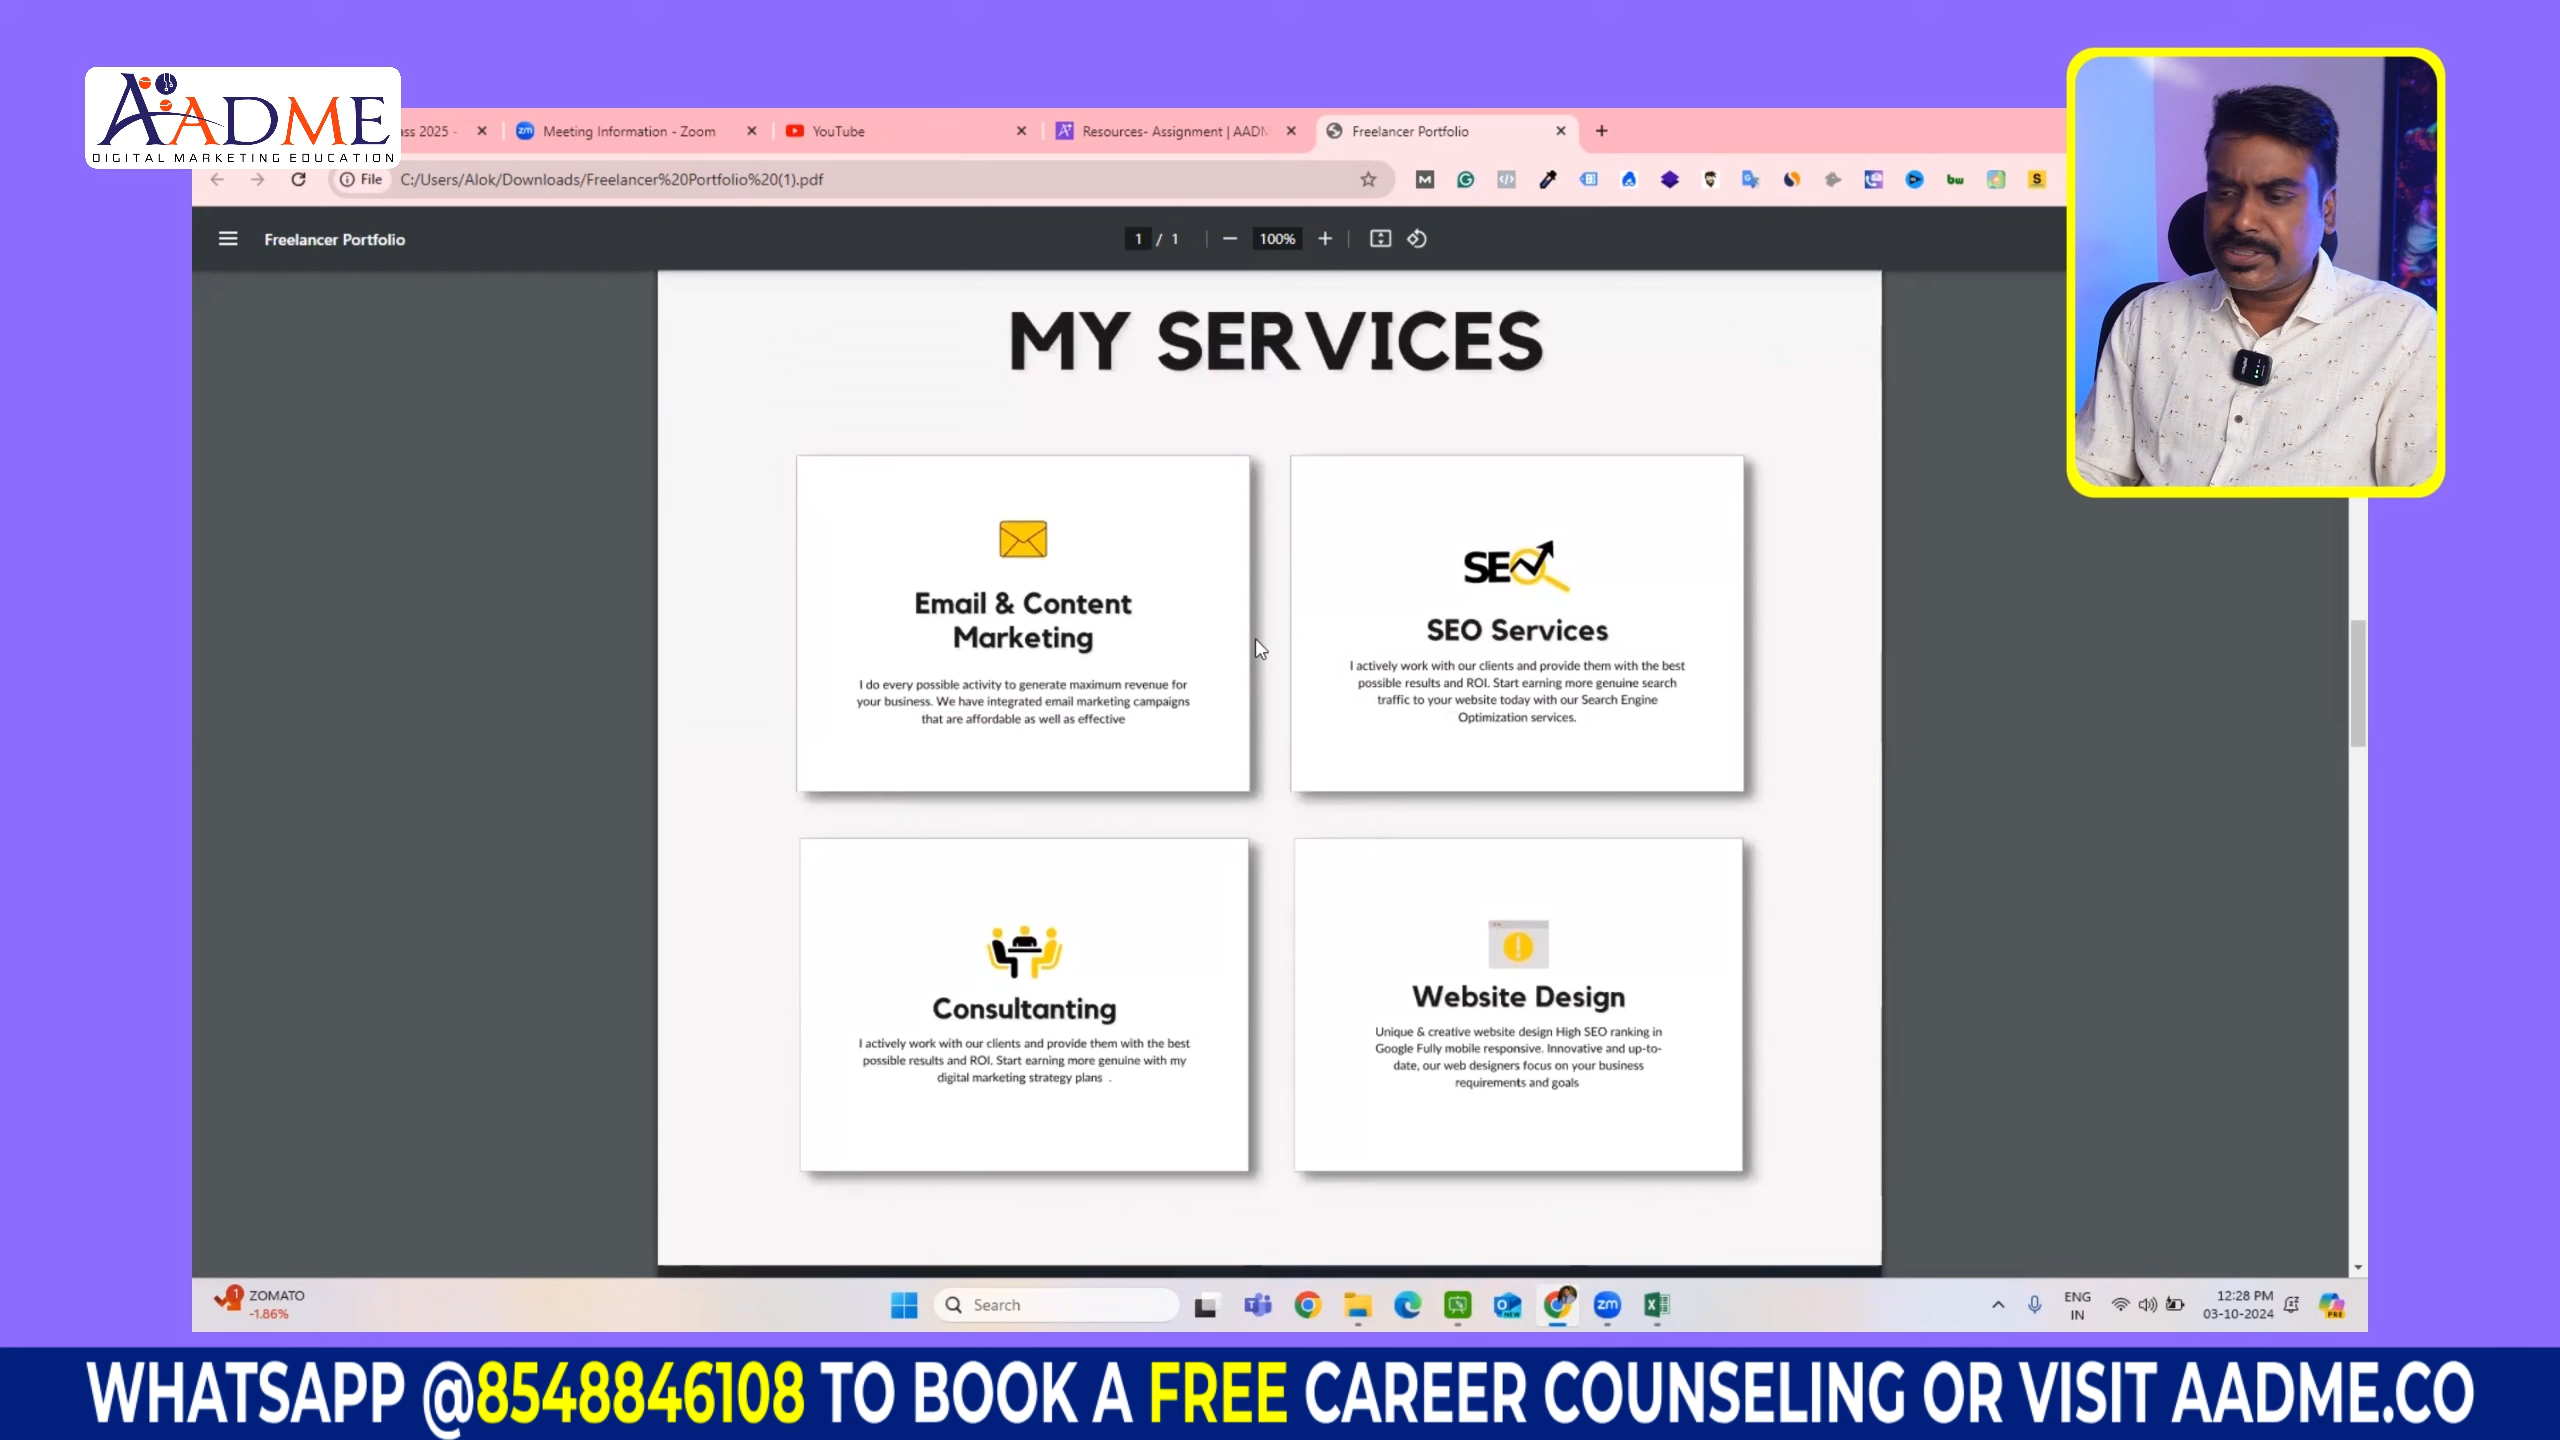 AADME
DIGITAL MARKETING EDUCATION
ass 2025 -
zm Meeting Information - Zoom
YouTube
Resources- Assignment | AADM
Freelancer Portfolio
File C:/Users/Alok/Downloads/Freelancer%20Portfolio%20(1).pdf
bw
S
Freelancer Portfolio
1 / 1
100%
MY SERVICES
Email & Content
Marketing
I do every possible activity to generate maximum revenue for
your business. We have integrated email marketing campaigns
that are affordable as well as effective
SEO
SEO Services
I actively work with our clients and provide them with the best
possible results and ROI. Start earning more genuine search
traffic to your website today with our Search Engine
Optimization services.
Consultanting
I actively work with our clients and provide them with the best
possible results and ROI. Start earning more genuine with my
digital marketing strategy plans .
Website Design
Unique & creative website design High SEO ranking in
Google Fully mobile responsive. Innovative and up-to-
date, our web designers focus on your business
requirements and goals
1
ZOMATO
-1.86%
Search
zm
ENG
IN
12:28 PM
03-10-2024
PRE
WHATSAPP @8548846108 TO BOOK A FREE CAREER COUNSELING OR VISIT AADME.CO